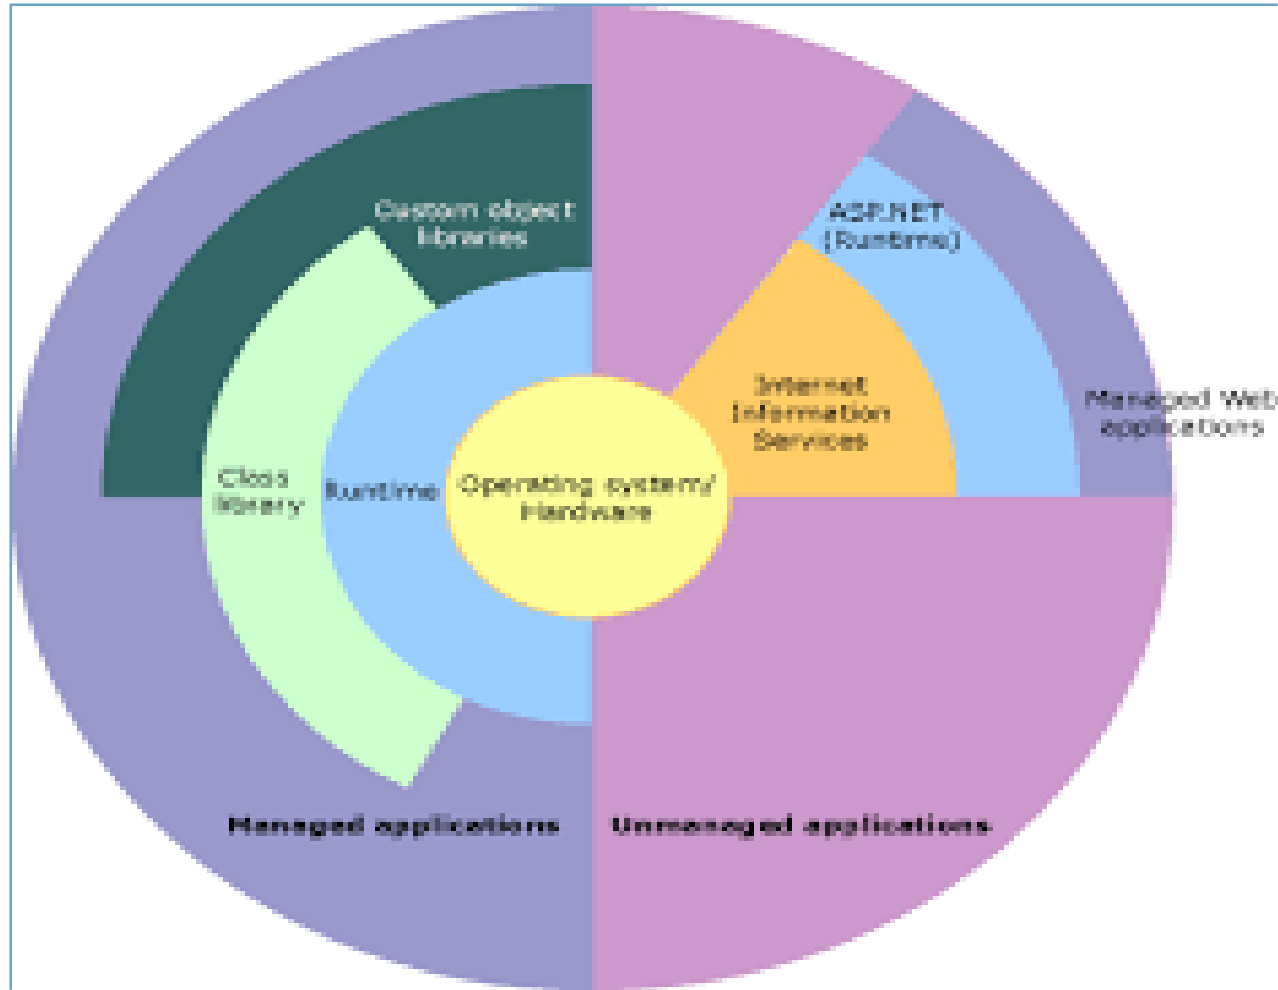 Custom object
libraries
ASP.NET
(Runtime)
Internet
Information
Services
Managed Web
applications
Class
library
Runtime
Operating system/
Hardware
Managed applications
Unmanaged applications